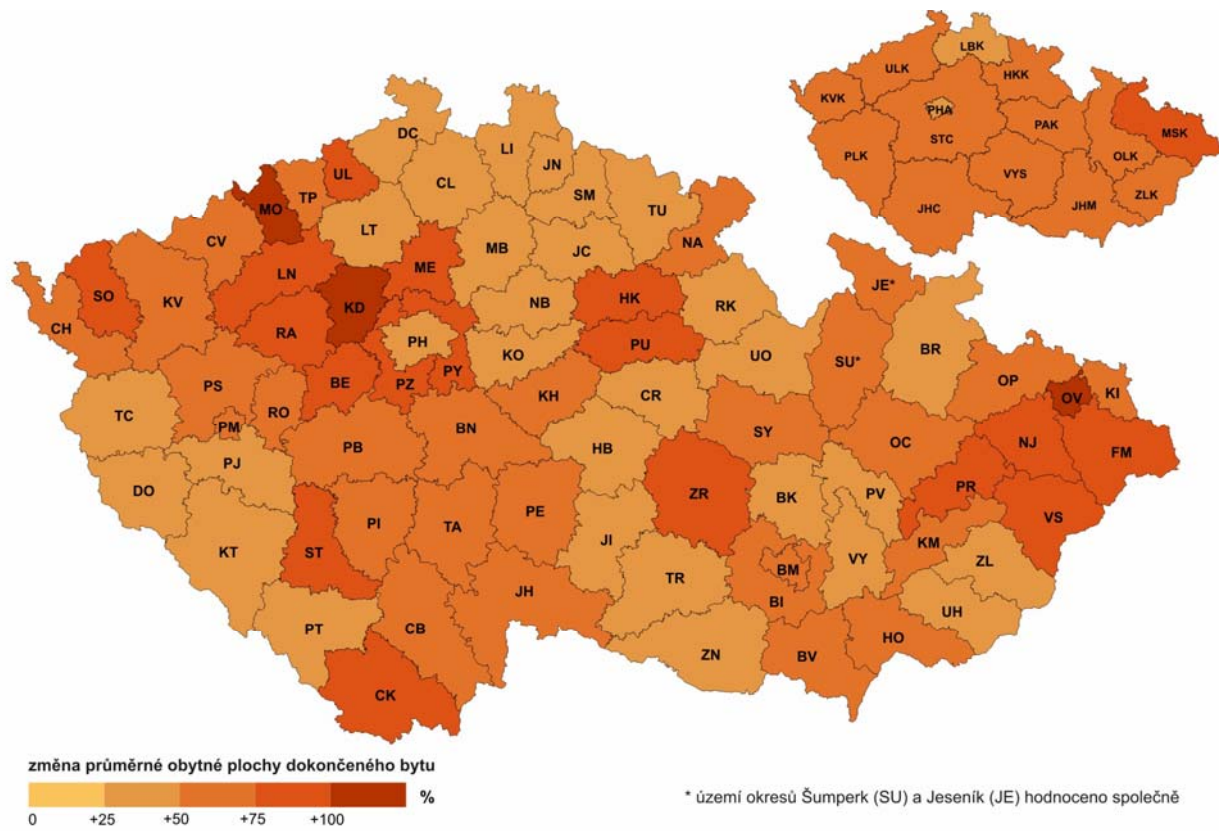 LBK
ULK
HKK
KVK
PHA
PAK
MSK
STC
PLK
OLK
VYS
ZLK
JHC
JHM
DC
LI
JN
UL
CL
SM
TP
MO
TU
LT
CV
MB
JC
NA
ME
LN
SO
KV
NB
HK
RK
JE*
KD
CH
RA
PH
PU
KO
UO
SU*
BR
PY
BE
PZ
OP
OV
KI
PS
RO
KH
CR
TC
PM
BN
SY
OC
NJ
FM
PB
HB
PJ
DO
ZR
PR
BK
PV
VS
PE
PI
TA
KT
ST
JI
KM
VY
ZL
BM
TR
JH
BI
UH
PT
CB
HO
ZN
BV
CK
změna průměrné obytné plochy dokončeného bytu
%
0 +25 +50 +75 +100
* území okresů Šumperk (SU) a Jeseník (JE) hodnoceno společně